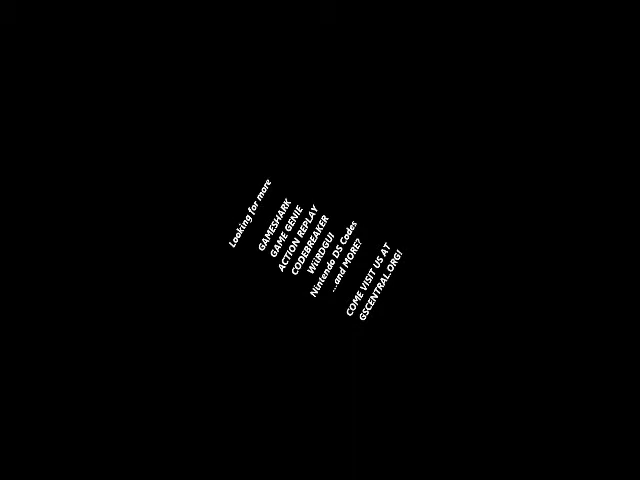 Looking for more
GAMESHARK
GAME GENIE
ACTION REPLAY
CODEBREAKER
WiiRDGUI
Nintendo DS Codes
...and MORE?
COME VISIT US AT
GSCENTRAL.ORG!